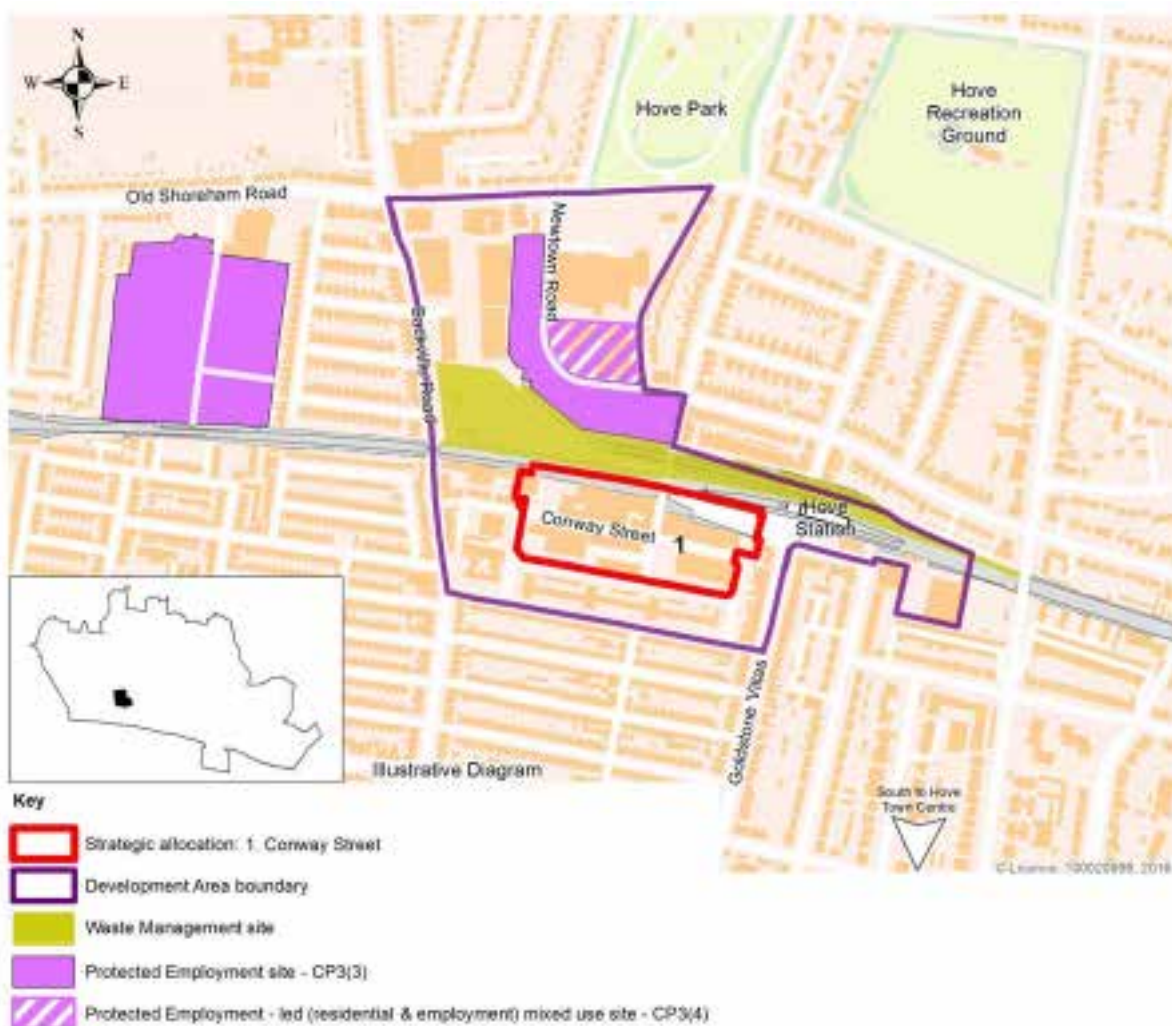 N
W E
S
Hove Park
Hove
Recreation
Ground
Old Shoreham Road
Newtown Road
Sackville Road
Hove
Station
Conway Street 1
Goldstone Villas
Illustrative Diagram
South to Hove
Town Centre
Key
Strategic allocation: 1. Conway Street
Development Area boundary
Waste Management site
Protected Employment site - CP3(3)
Protected Employment - led (residential & employment) mixed use site - CP3(4)